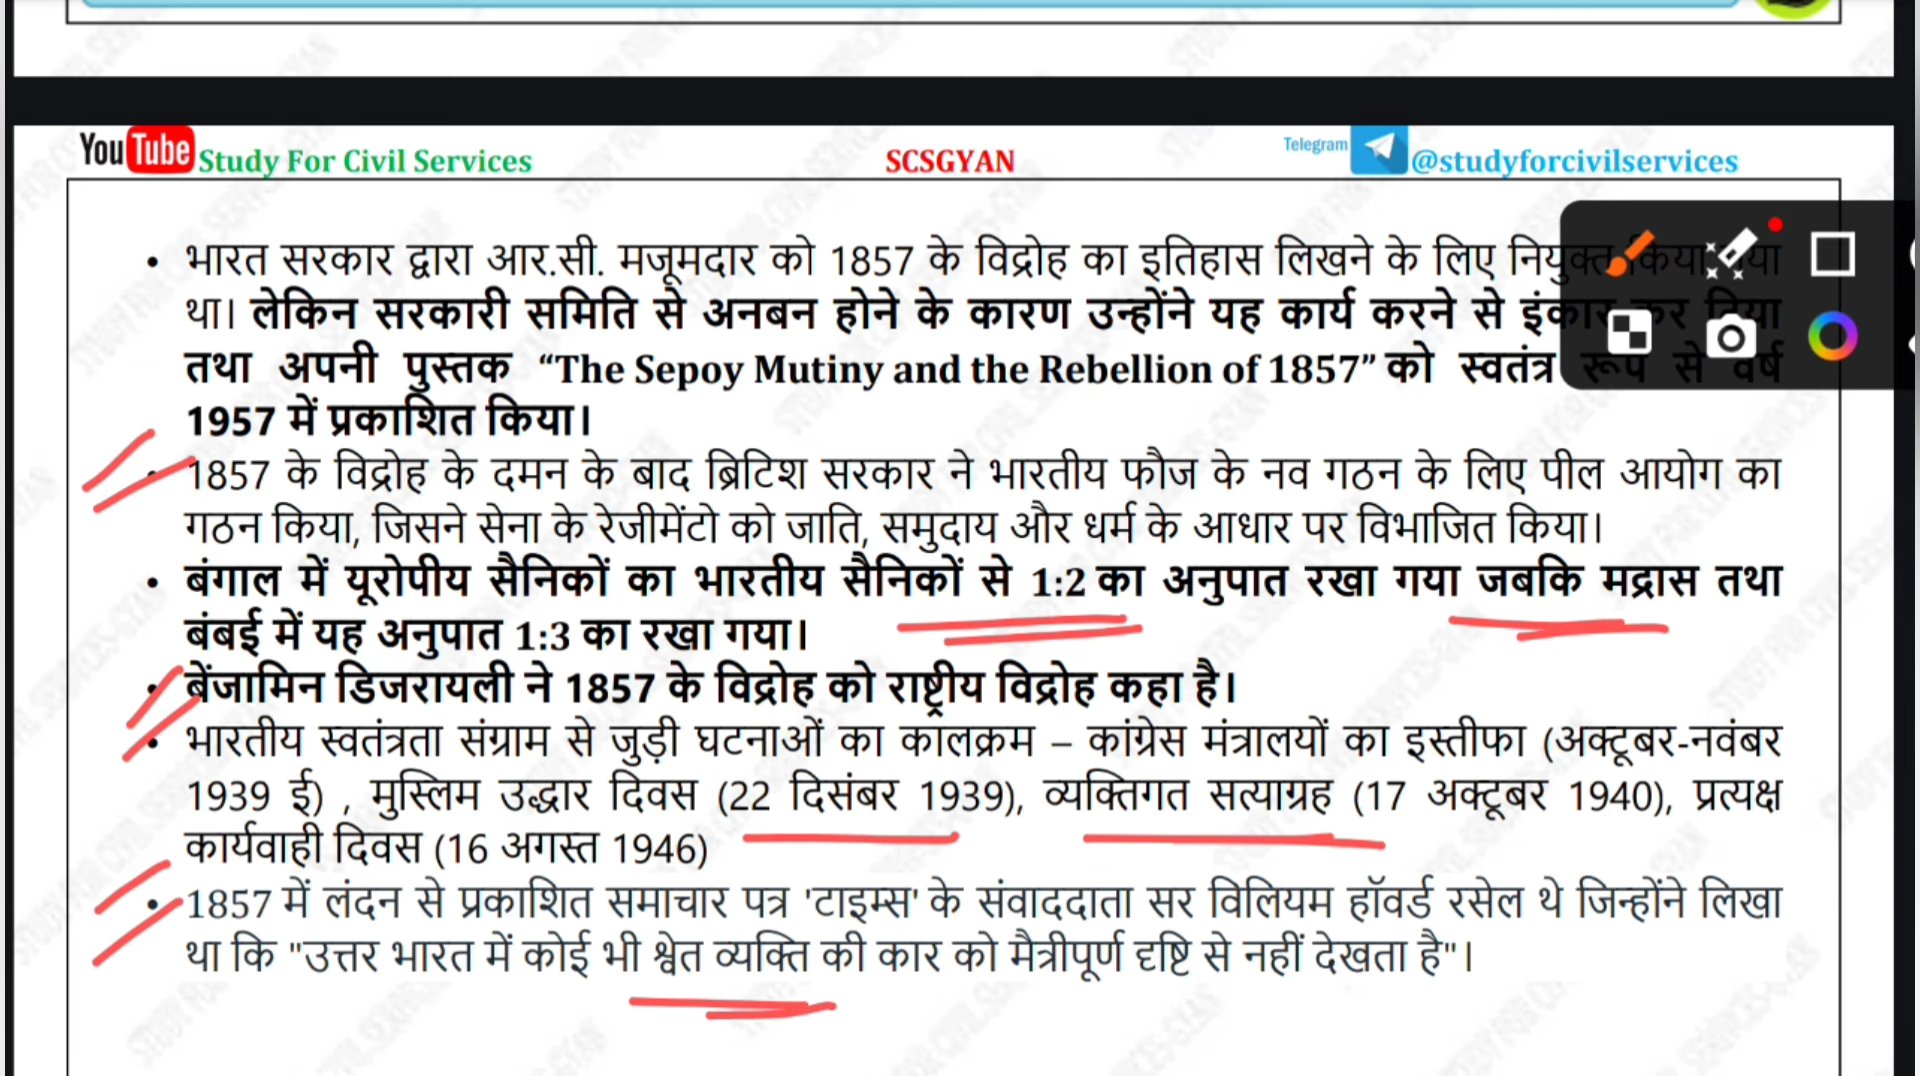 YouTube Study For Civil Services SCSGYAN Telegram @studyforcivilservices
• भारत सरकार द्वारा आर.सी. मजूमदार को 1857 के विद्रोह का इतिहास लिखने के लिए नियुक्त किया गया
था। लेकिन सरकारी समिति से अनबन होने के कारण उन्होंने यह कार्य करने से इंकार कर दिया
तथा अपनी पुस्तक “The Sepoy Mutiny and the Rebellion of 1857” को स्वतंत्र रूप से वर्ष
1957 में प्रकाशित किया।
• 1857 के विद्रोह के दमन के बाद ब्रिटिश सरकार ने भारतीय फौज के नव गठन के लिए पील आयोग का
गठन किया, जिसने सेना के रेजीमेंटो को जाति, समुदाय और धर्म के आधार पर विभाजित किया।
• बंगाल में यूरोपीय सैनिकों का भारतीय सैनिकों से 1:2 का अनुपात रखा गया जबकि मद्रास तथा
बंबई में यह अनुपात 1:3 का रखा गया।
• बेंजामिन डिजरायली ने 1857 के विद्रोह को राष्ट्रीय विद्रोह कहा है।
• भारतीय स्वतंत्रता संग्राम से जुड़ी घटनाओं का कालक्रम – कांग्रेस मंत्रालयों का इस्तीफा (अक्टूबर-नवंबर
1939 ई) , मुस्लिम उद्धार दिवस (22 दिसंबर 1939), व्यक्तिगत सत्याग्रह (17 अक्टूबर 1940), प्रत्यक्ष
कार्यवाही दिवस (16 अगस्त 1946)
• 1857 में लंदन से प्रकाशित समाचार पत्र 'टाइम्स' के संवाददाता सर विलियम हॉवर्ड रसेल थे जिन्होंने लिखा
था कि "उत्तर भारत में कोई भी श्वेत व्यक्ति की कार को मैत्रीपूर्ण दृष्टि से नहीं देखता है"।